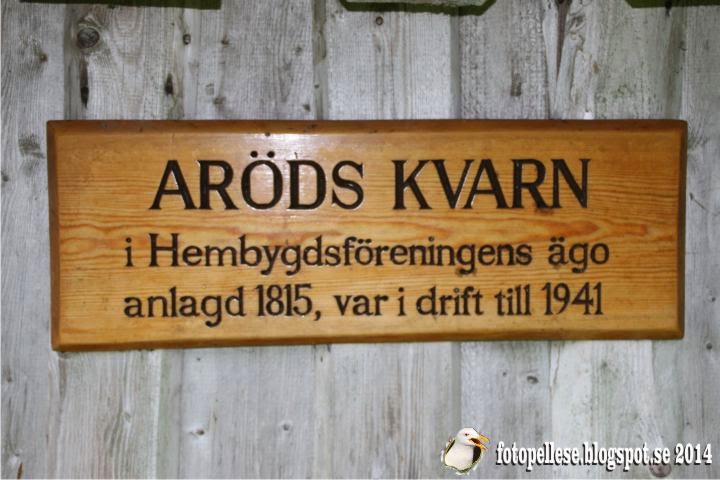 ARÖDS KVARN
i Hembygdsföreningens ägo
anlagd 1815, var i drift till 1941
fotopellese.blogspot.se 2014